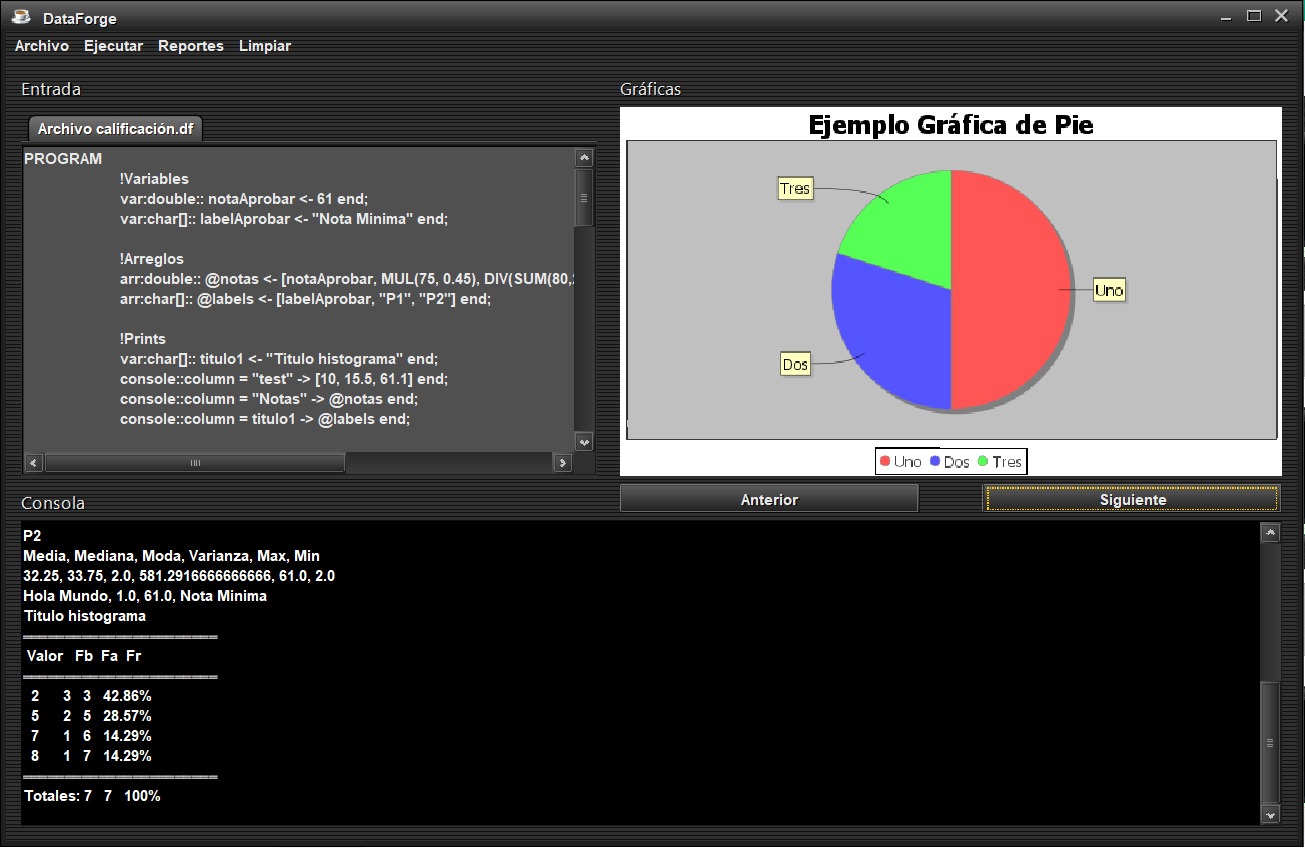 DataForge
Archivo Ejecutar Reportes Limpiar
Entrada
Archivo calificación.df
PROGRAM
!Variables
var:double:: notaAprobar <- 61 end;
var:char[]:: labelAprobar <- "Nota Minima" end;
!Arreglos
arr:double:: @notas <- [notaAprobar, MUL(75, 0.45), DIV(SUM(80,
arr:char[]:: @labels <- [labelAprobar, "P1", "P2"] end;
!Prints
var:char[]:: titulo1 <- "Titulo histograma" end;
console::column = "test" -> [10, 15.5, 61.1] end;
console::column = "Notas" -> @notas end;
console::column = titulo1 -> @labels end;
Gráficas
Ejemplo Gráfica de Pie
Tres
Uno
Dos
Uno Dos Tres
Anterior Siguiente
Consola
P2
Media, Mediana, Moda, Varianza, Max, Min
32.25, 33.75, 2.0, 581.2916666666666, 61.0, 2.0
Hola Mundo, 1.0, 61.0, Nota Minima
Titulo histograma
Valor Fb Fa Fr
2 3 3 42.86%
5 2 5 28.57%
7 1 6 14.29%
8 1 7 14.29%
Totales: 7 7 100%